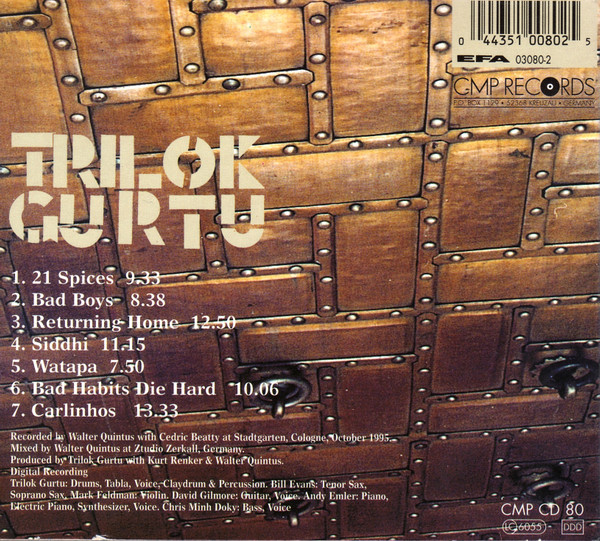 0 44351 00802 5
EFA 03080-2
CMP RECORDS
P.O. BOX 1129 • 52368 KREUZAU • GERMANY
TRILOK
GURTU
1. 21 Spices 9.33
2. Bad Boys 8.38
3. Returning Home 12.50
4. Siddhi 11.15
5. Watapa 7.50
6. Bad Habits Die Hard 10.06
7. Carlinhos 13.33
Recorded by Walter Quintus with Cedric Beatty at Stadtgarten, Cologne, October 1995.
Mixed by Walter Quintus at Ztudio Zerkall, Germany.
Produced by Trilok Gurtu with Kurt Renker & Walter Quintus.
Digital Recording
Trilok Gurtu: Drums, Tabla, Voice, Claydrum & Percussion. Bill Evans: Tenor Sax,
Soprano Sax, Mark Feldman: Violin. David Gilmore: Guitar, Voice. Andy Emler: Piano,
Electric Piano, Synthesizer, Voice. Chris Minh Doky: Bass, Voice
CMP CD 80
LC 6055 DDD